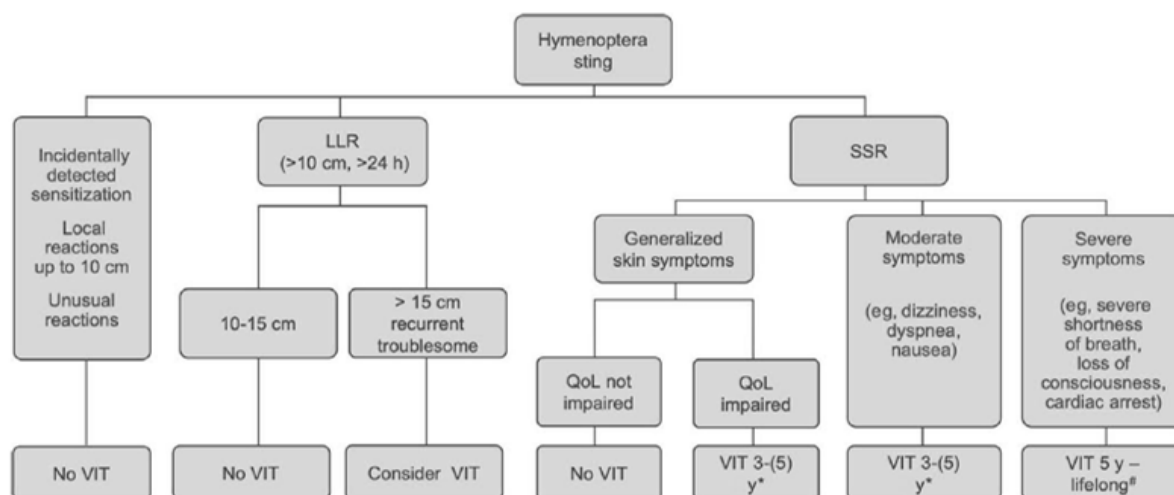 Hymenoptera
sting
Incidentally
detected
sensitization
Local
reactions
up to 10 cm
Unusual
reactions
LLR
(>10 cm, >24 h)
SSR
10-15 cm
> 15 cm
recurrent
troublesome
Generalized
skin symptoms
Moderate
symptoms
(eg, dizziness,
dyspnea,
nausea)
Severe
symptoms
(eg, severe
shortness
of breath,
loss of
consciousness,
cardiac arrest)
QoL not
impaired
QoL
impaired
No VIT
No VIT
Consider VIT
No VIT
VIT 3-(5)
y*
VIT 3-(5)
y*
VIT 5 y –
lifelong#